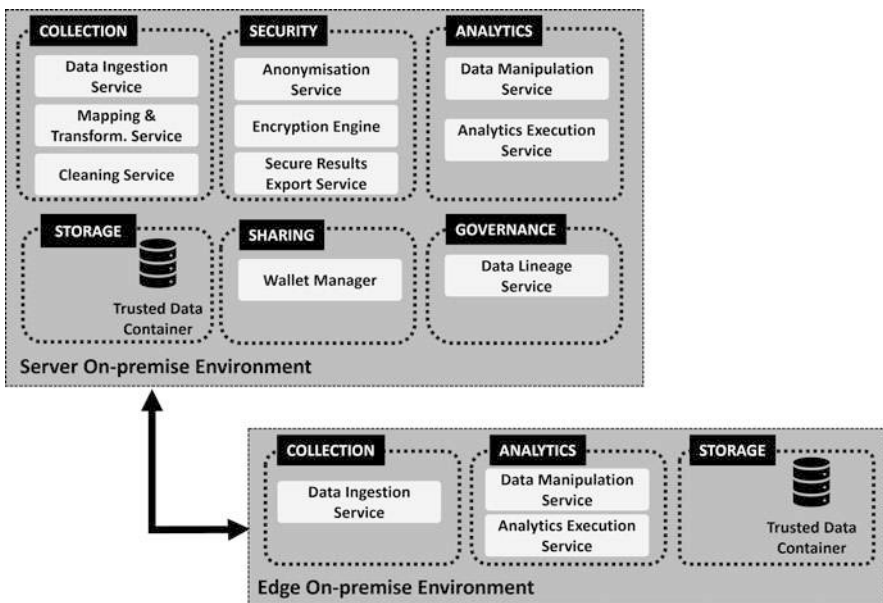 COLLECTION
Data Ingestion
Service
Mapping &
Transform. Service
Cleaning Service
SECURITY
Anonymisation
Service
Encryption Engine
Secure Results
Export Service
ANALYTICS
Data Manipulation
Service
Analytics Execution
Service
STORAGE
Trusted Data
Container
SHARING
Wallet Manager
GOVERNANCE
Data Lineage
Service
Server On-premise Environment
COLLECTION
Data Ingestion
Service
ANALYTICS
Data Manipulation
Service
Analytics Execution
Service
STORAGE
Trusted Data
Container
Edge On-premise Environment